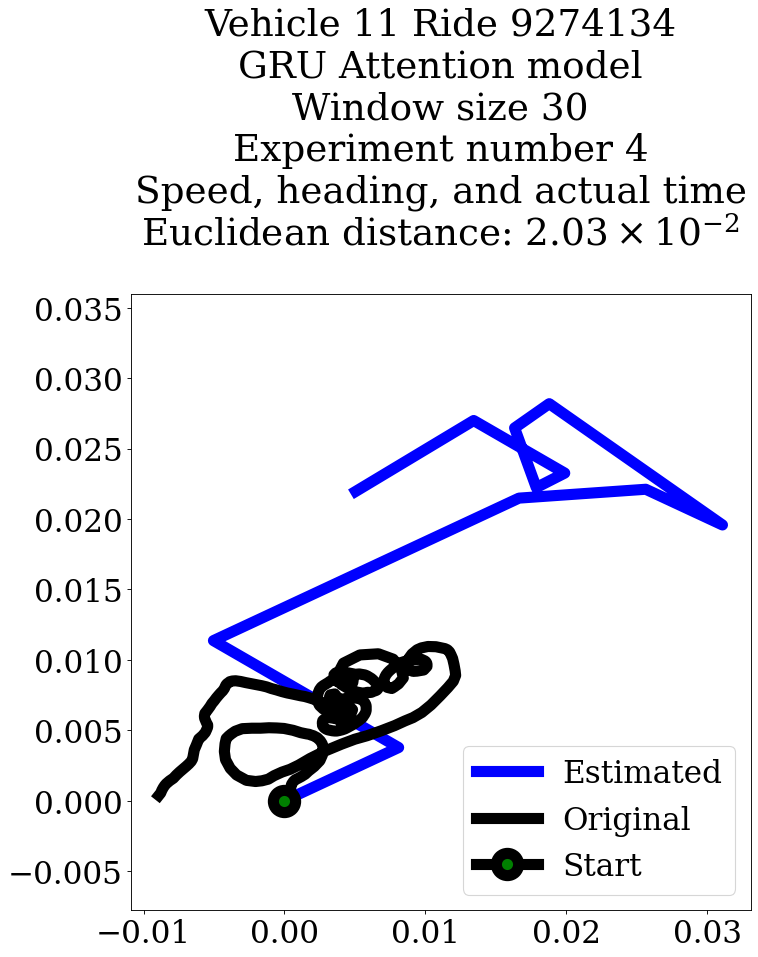 Vehicle 11 Ride 9274134
GRU Attention model
Window size 30
Experiment number 4
Speed, heading, and actual time
Euclidean distance: 2.03 × 10⁻²
0.035
0.030
0.025
0.020
0.015
0.010
0.005
0.000
−0.005
−0.01 0.00 0.01 0.02 0.03
Estimated
Original
Start